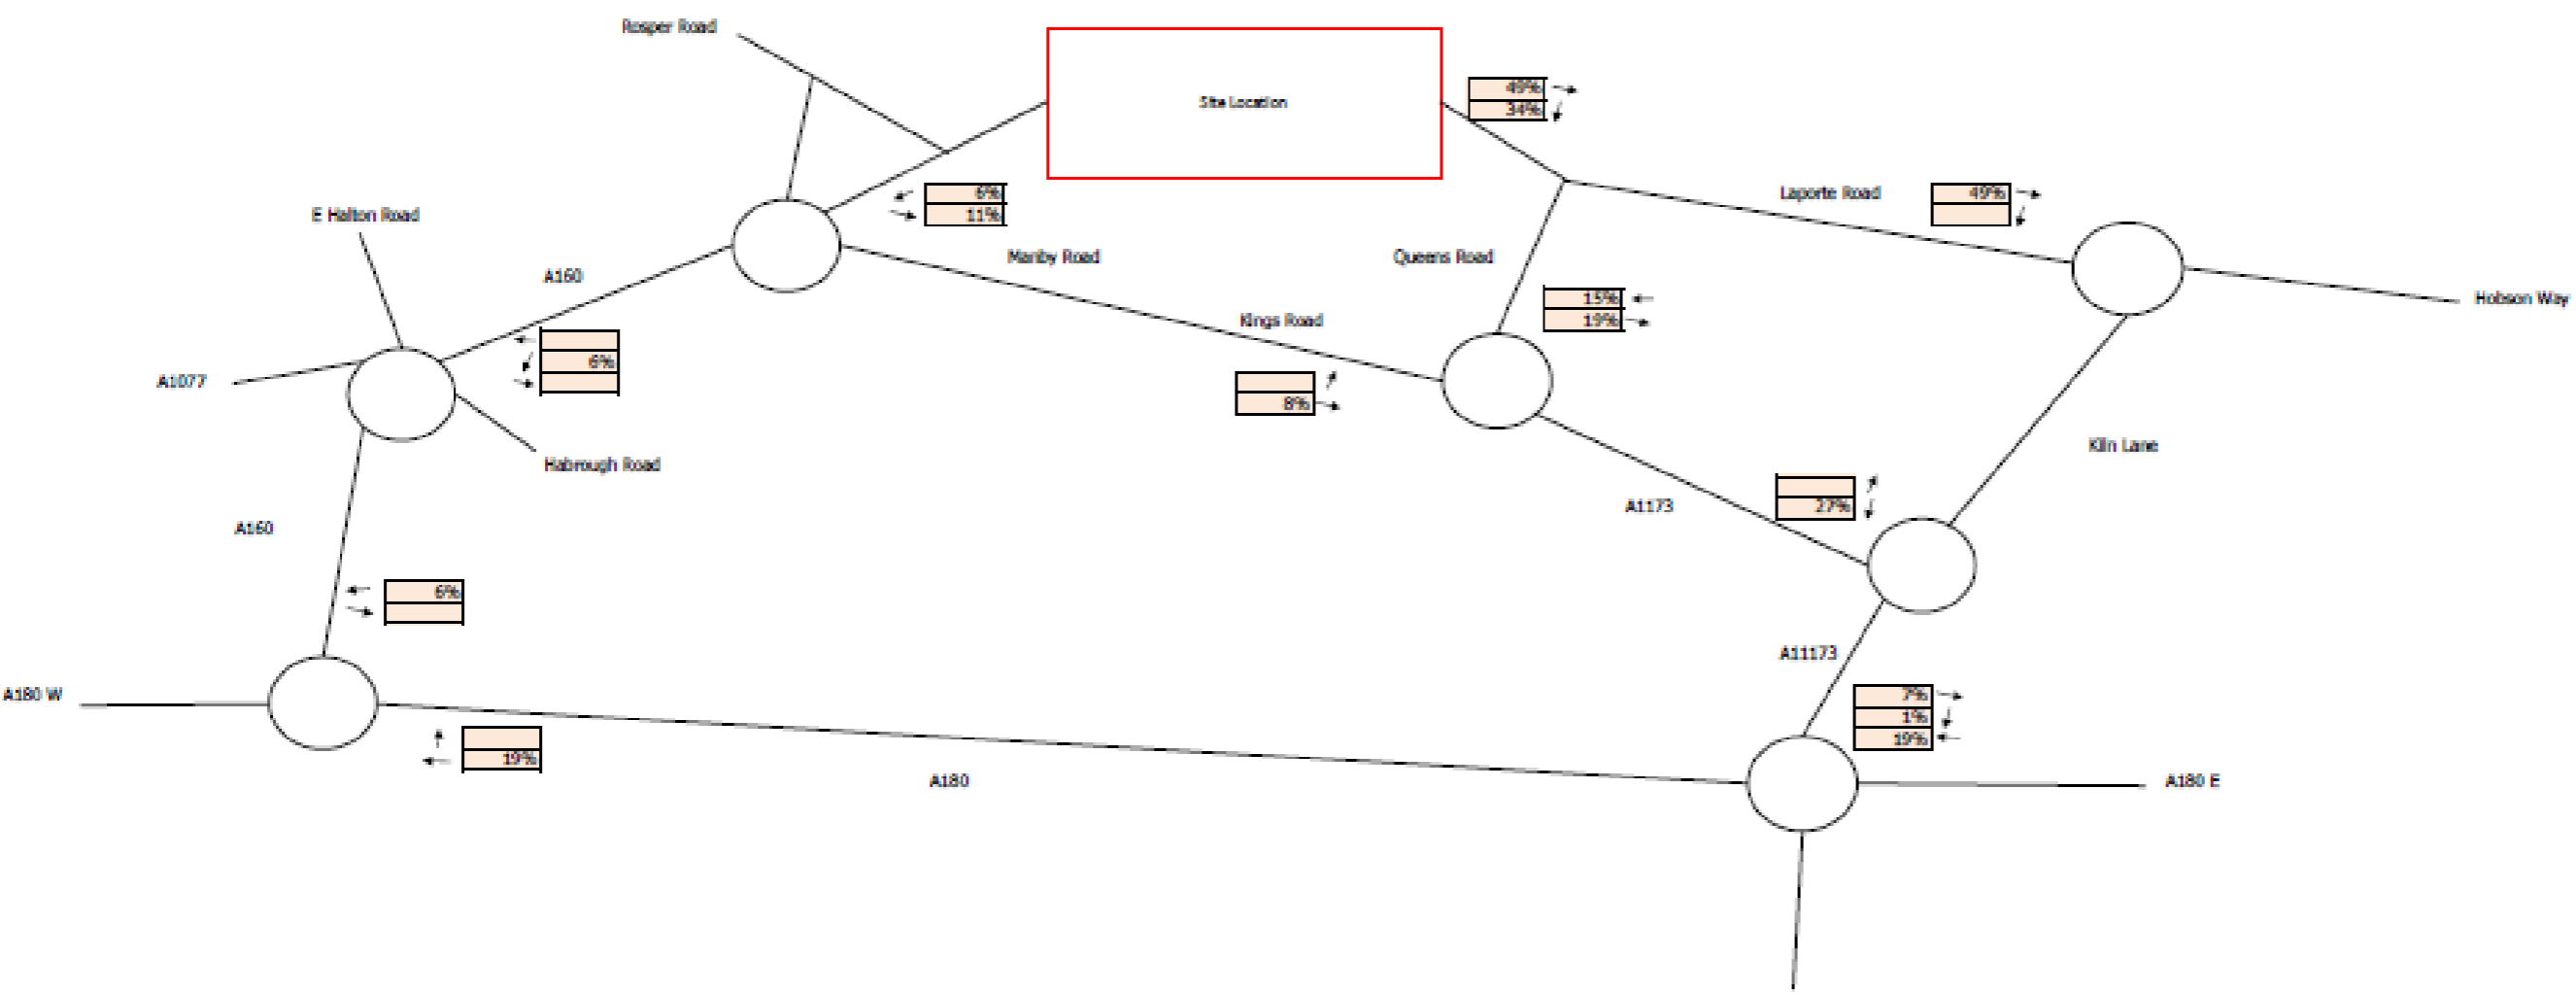 Rosper Road
Site Location
49%
34%
6%
11%
Laporte Road
49%
E Halton Road
A160
Manby Road
Queens Road
Hobson Way
15%
19%
Kings Road
6%
A1077
8%
Habrough Road
Kiln Lane
A1173
27%
A160
6%
A11173
A180 W
7%
1%
19%
19%
A180
A180 E